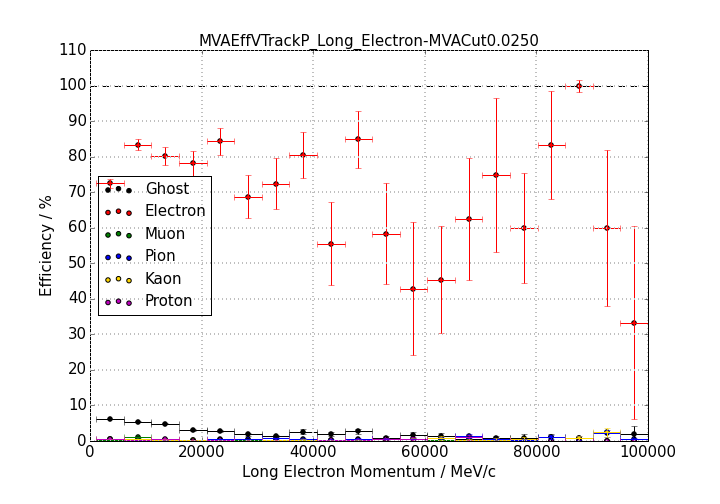 MVAEffVTrackP_Long_Electron-MVACut0.0250
110
100
90
80
70
60
50
40
30
20
10
0
Efficiency / %
Ghost
Electron
Muon
Pion
Kaon
Proton
0 20000 40000 60000 80000 100000
Long Electron Momentum / MeV/c